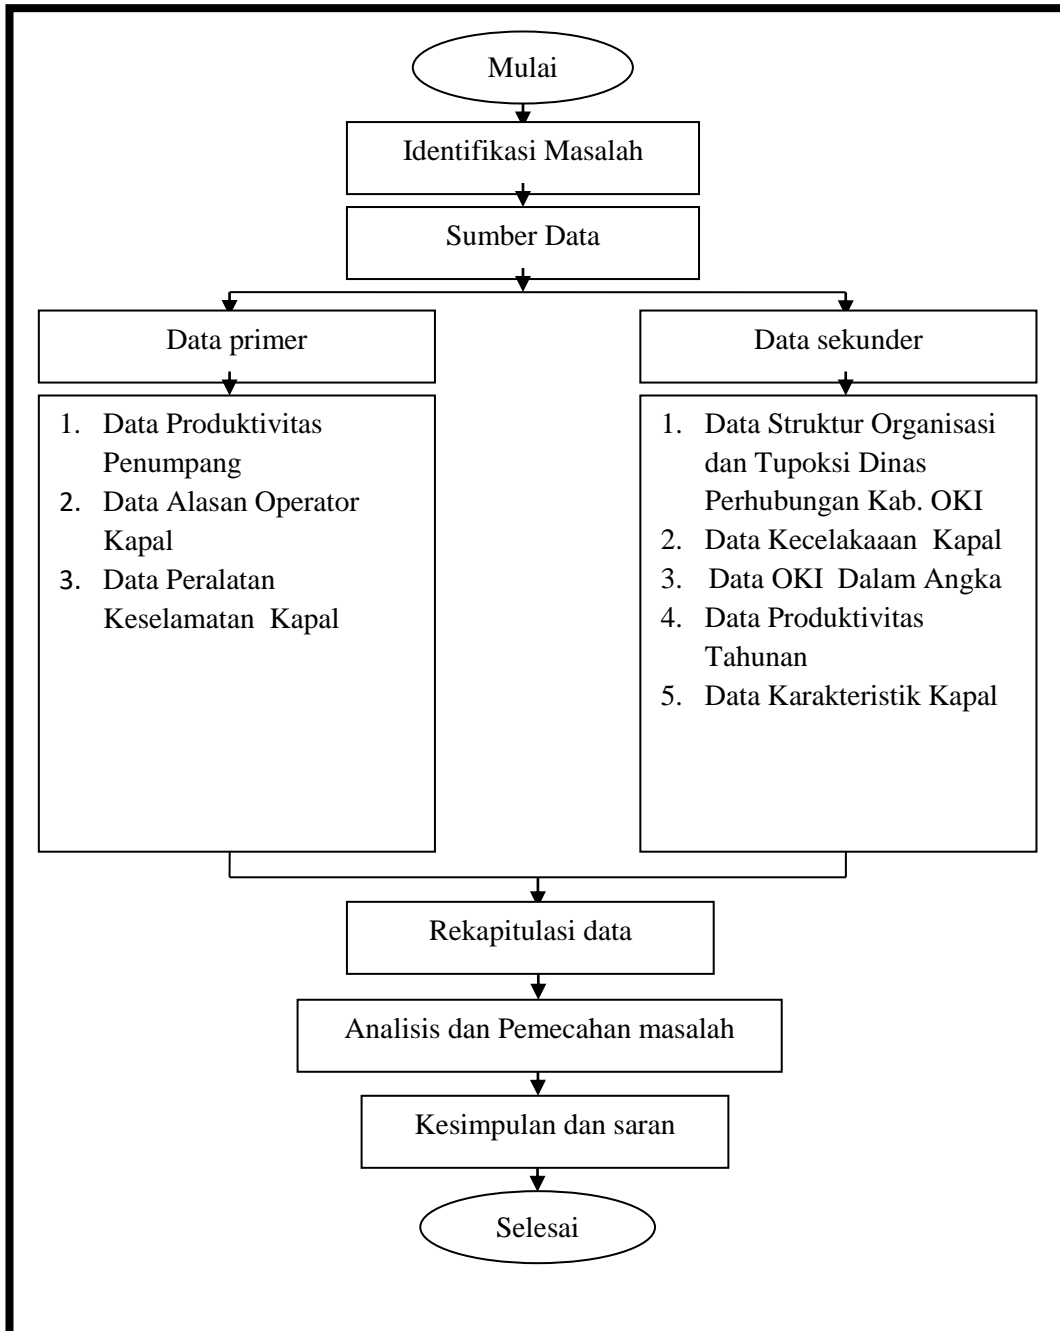 Mulai
Identifikasi Masalah
Sumber Data
Data primer
Data sekunder
1. Data Produktivitas
Penumpang
2. Data Alasan Operator
Kapal
3. Data Peralatan
Keselamatan Kapal
1. Data Struktur Organisasi
dan Tupoksi Dinas
Perhubungan Kab. OKI
2. Data Kecelakaaan Kapal
3. Data OKI Dalam Angka
4. Data Produktivitas
Tahunan
5. Data Karakteristik Kapal
Rekapitulasi data
Analisis dan Pemecahan masalah
Kesimpulan dan saran
Selesai